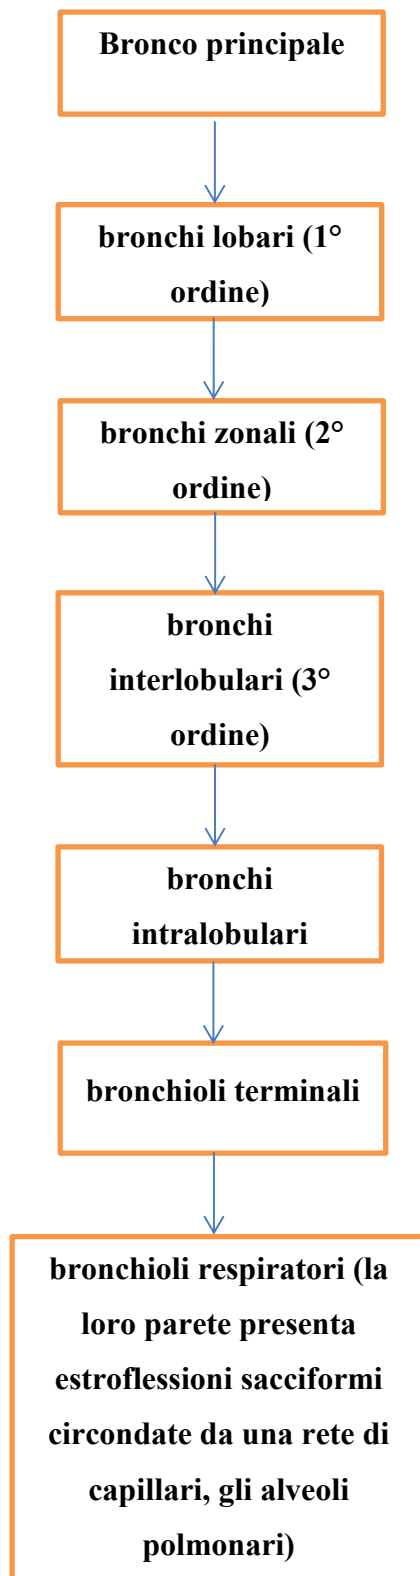 Bronco principale
bronchi lobari (1°
ordine)
bronchi zonali (2°
ordine)
bronchi
interlobulari (3°
ordine)
bronchi
intralobulari
bronchioli terminali
bronchioli respiratori (la
loro parete presenta
estroflessioni sacciformi
circondate da una rete di
capillari, gli alveoli
polmonari)